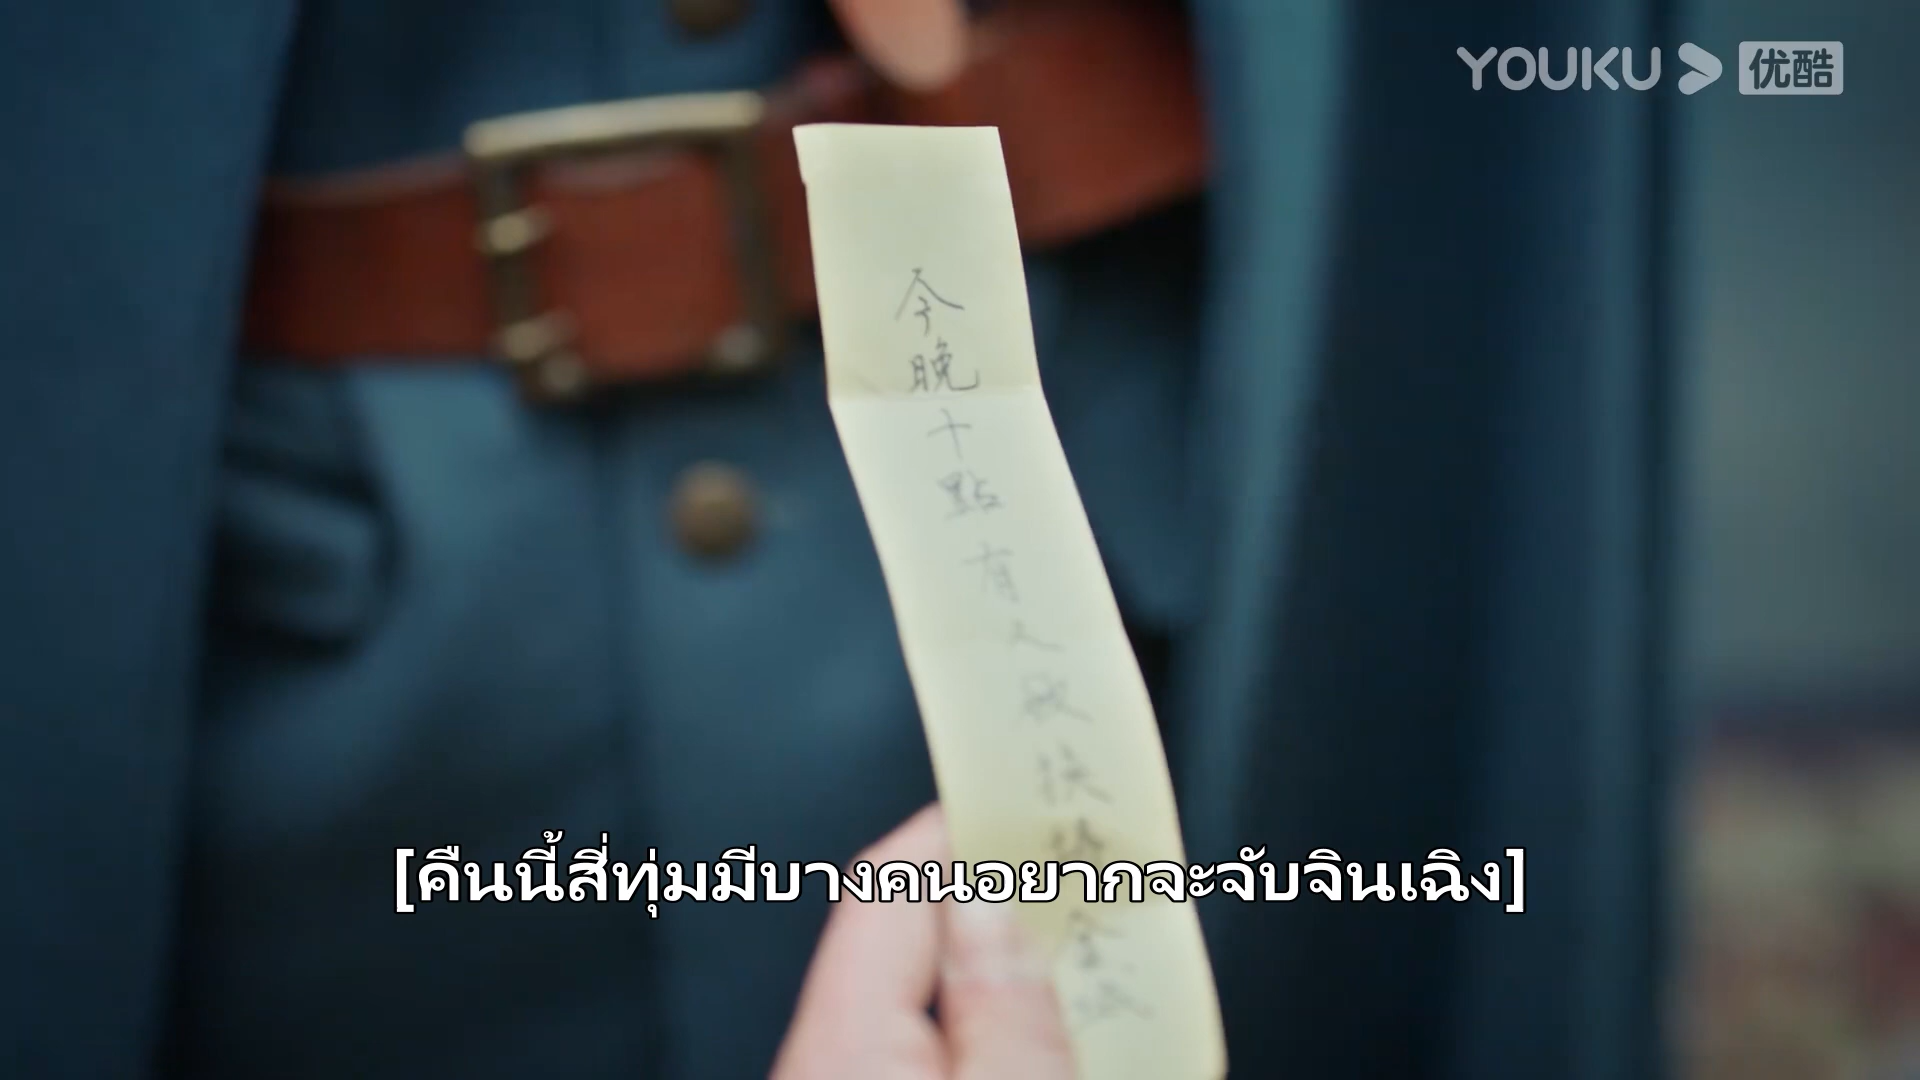 YOUKU 优酷
今晚十點有人欲
[คืนนี้สี่ทุ่มมีบางคนอยากจะจับจินเฉิง]